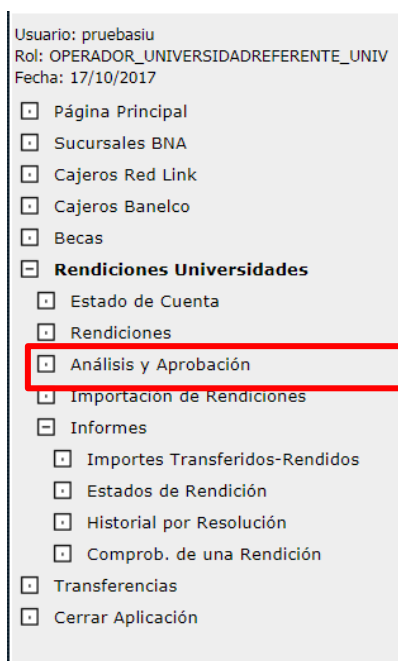 Usuario: pruebasiu
Rol: OPERADOR_UNIVERSIDADREFERENTE_UNIV
Fecha: 17/10/2017
Página Principal
Sucursales BNA
Cajeros Red Link
Cajeros Banelco
Becas
Rendiciones Universidades
Estado de Cuenta
Rendiciones
Análisis y Aprobación
Importación de Rendiciones
Informes
Importes Transferidos-Rendidos
Estados de Rendición
Historial por Resolución
Comprob. de una Rendición
Transferencias
Cerrar Aplicación